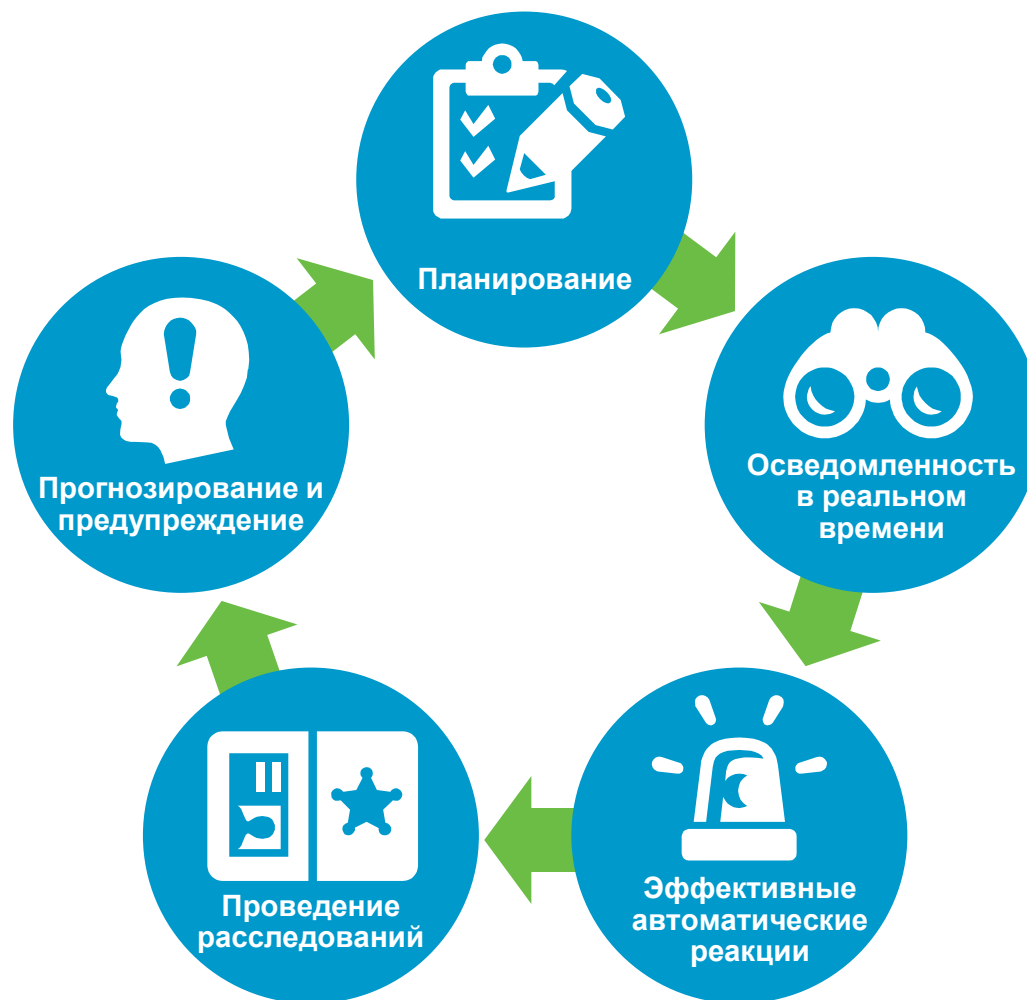 Планирование
Осведомленность
в реальном
времени
Эффективные
автоматические
реакции
Проведение
расследований
Прогнозирование и
предупреждение